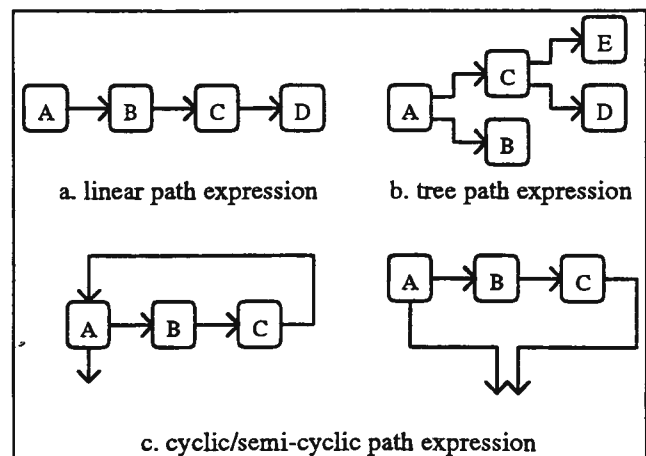 A B C D
a. linear path expression
A C E
B D
b. tree path expression
A B C
A B C
c. cyclic/semi-cyclic path expression